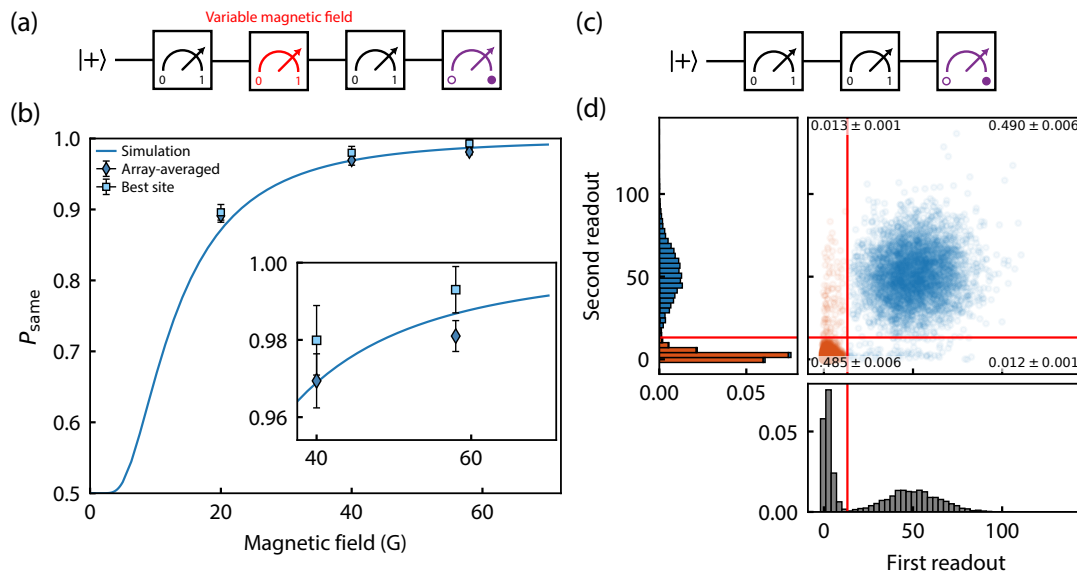 (a)
Variable magnetic field
|+⟩
0 1
0 1
0 1
(b)
1.0
0.9
0.8
0.7
0.6
0.5
P_same
Simulation
Array-averaged
Best site
1.00
0.98
0.96
40 60
0 20 40 60
Magnetic field (G)
(c)
|+⟩
0 1
0 1
(d)
0.013 ± 0.001 0.490 ± 0.006
100
50
0
Second readout
0.485 ± 0.006 0.012 ± 0.001
0.00 0.05
0.05
0.00
0 50 100
First readout